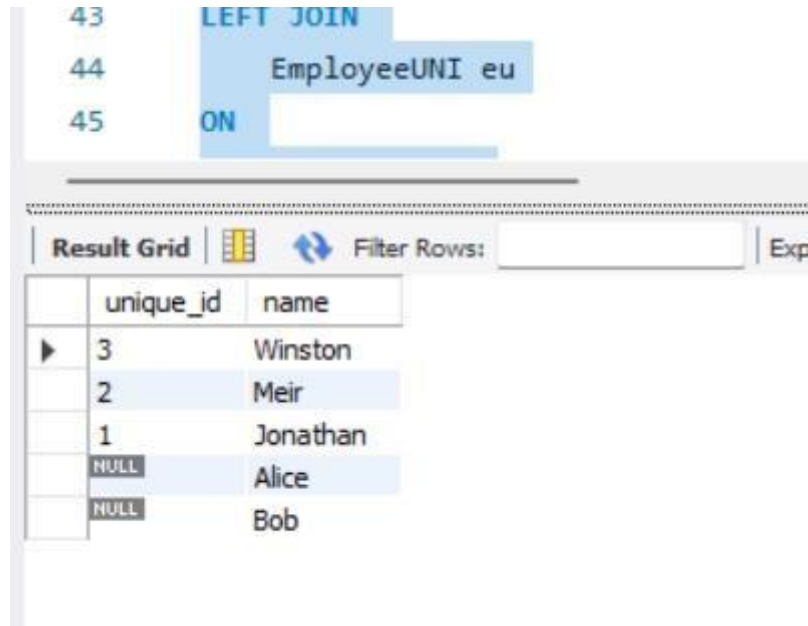 43 LEFT JOIN
44 EmployeeUNI eu
45 ON
Result Grid Filter Rows: Exp
unique_id name
3 Winston
2 Meir
1 Jonathan
NULL Alice
NULL Bob